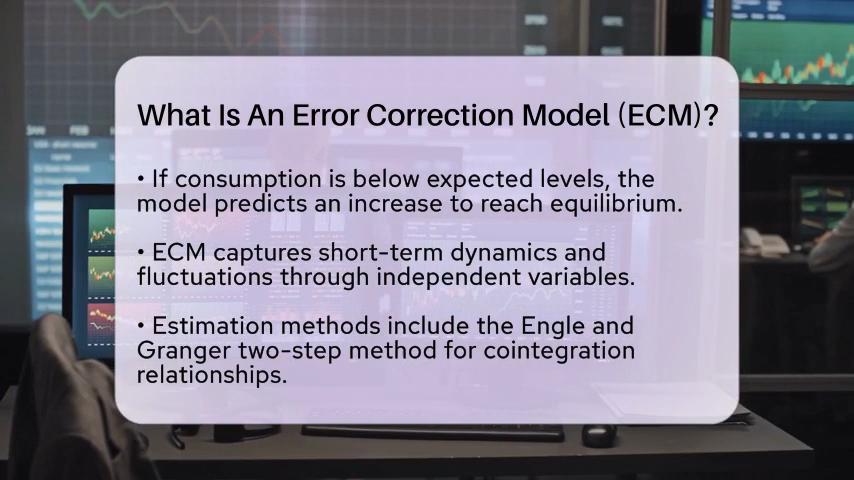 What Is An Error Correction Model (ECM)?
• If consumption is below expected levels, the
model predicts an increase to reach equilibrium.
• ECM captures short-term dynamics and
fluctuations through independent variables.
• Estimation methods include the Engle and
Granger two-step method for cointegration
relationships.